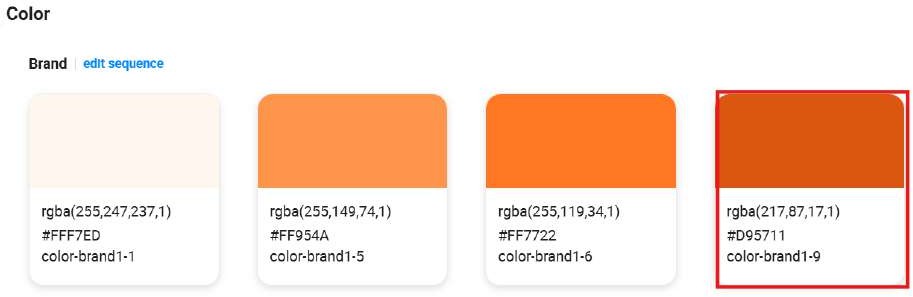 Color
Brand edit sequence
rgba(255,247,237,1)
#FFF7ED
color-brand1-1
rgba(255,149,74,1)
#FF954A
color-brand1-5
rgba(255,119,34,1)
#FF7722
color-brand1-6
rgba(217,87,17,1)
#D95711
color-brand1-9